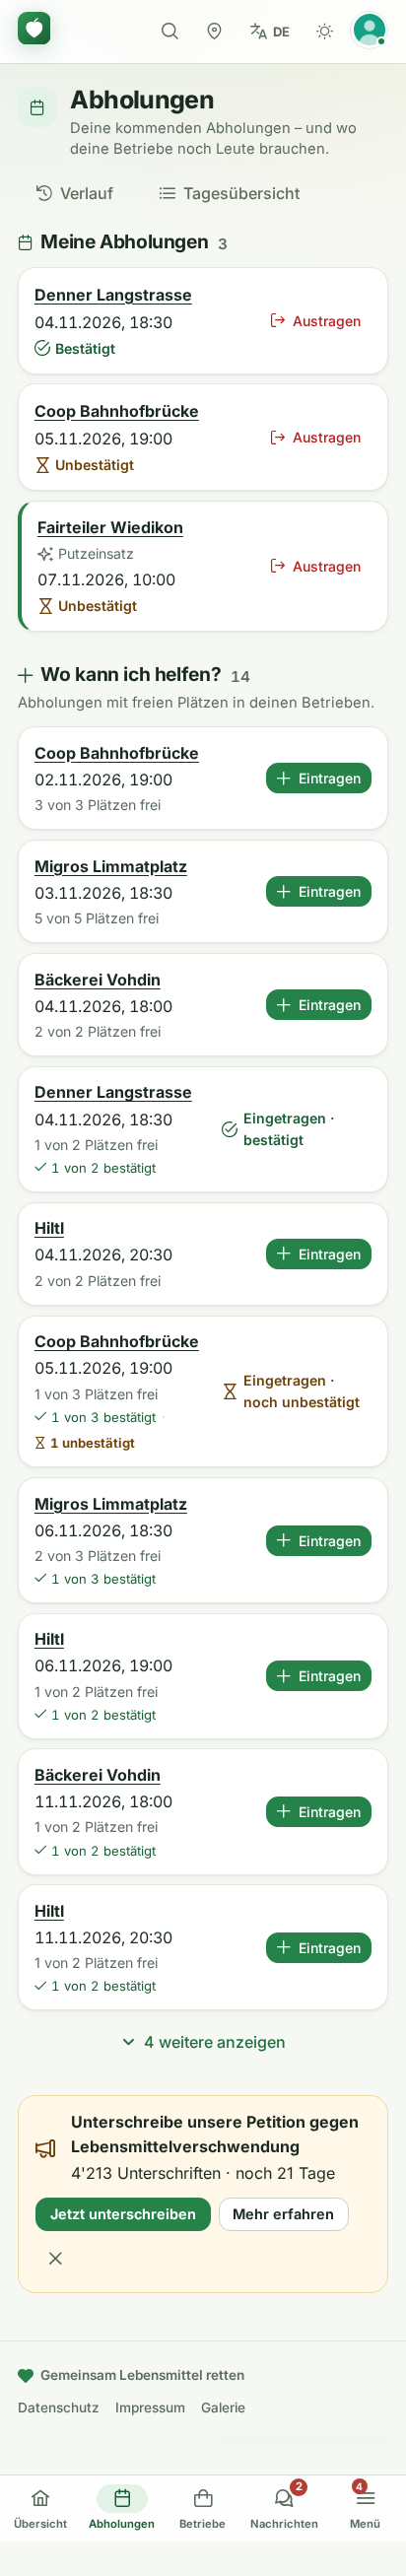 DE
Abholungen
Deine kommenden Abholungen – und wo
deine Betriebe noch Leute brauchen.
Verlauf
Tagesübersicht
Meine Abholungen 3
Denner Langstrasse
04.11.2026, 18:30
Bestätigt
Austragen
Coop Bahnhofbrücke
05.11.2026, 19:00
Unbestätigt
Austragen
Fairteiler Wiedikon
Putzeinsatz
07.11.2026, 10:00
Unbestätigt
Austragen
Wo kann ich helfen? 14
Abholungen mit freien Plätzen in deinen Betrieben.
Coop Bahnhofbrücke
02.11.2026, 19:00
3 von 3 Plätzen frei
Eintragen
Migros Limmatplatz
03.11.2026, 18:30
5 von 5 Plätzen frei
Eintragen
Bäckerei Vohdin
04.11.2026, 18:00
2 von 2 Plätzen frei
Eintragen
Denner Langstrasse
04.11.2026, 18:30
1 von 2 Plätzen frei
1 von 2 bestätigt
Eingetragen ·
bestätigt
Hiltl
04.11.2026, 20:30
2 von 2 Plätzen frei
Eintragen
Coop Bahnhofbrücke
05.11.2026, 19:00
1 von 3 Plätzen frei
1 von 3 bestätigt ·
1 unbestätigt
Eingetragen ·
noch unbestätigt
Migros Limmatplatz
06.11.2026, 18:30
2 von 3 Plätzen frei
1 von 3 bestätigt
Eintragen
Hiltl
06.11.2026, 19:00
1 von 2 Plätzen frei
1 von 2 bestätigt
Eintragen
Bäckerei Vohdin
11.11.2026, 18:00
1 von 2 Plätzen frei
1 von 2 bestätigt
Eintragen
Hiltl
11.11.2026, 20:30
1 von 2 Plätzen frei
1 von 2 bestätigt
Eintragen
4 weitere anzeigen
Unterschreibe unsere Petition gegen
Lebensmittelverschwendung
4'213 Unterschriften · noch 21 Tage
Jetzt unterschreiben
Mehr erfahren
Gemeinsam Lebensmittel retten
Datenschutz Impressum Galerie
Übersicht
Abholungen
Betriebe
2
Nachrichten
4
Menü